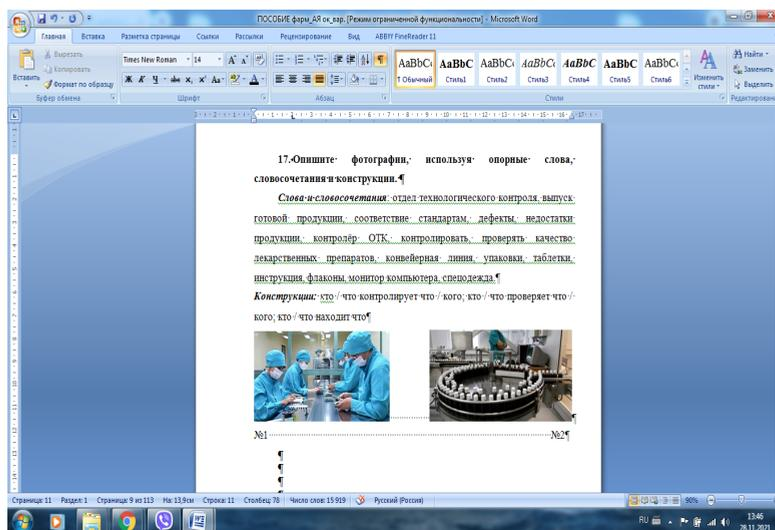 ПОСОБИЕ фарм_АЯ ок_вар. [Режим ограниченной функциональности] - Microsoft Word
Главная Вставка Разметка страницы Ссылки Рассылки Рецензирование Вид ABBYY FineReader 11
Вставить
Вырезать
Копировать
Формат по образцу
Буфер обмена
Times New Roman 14
Шрифт
Абзац
AaBbCc AaBbC AaBbCc AaBbCc AaBbC AaBbC AaBbCc
¶ Обычный Стиль1 Стиль2 Стиль3 Стиль4 Стиль5 Стиль6
Изменить стили
Стили
Найти
Заменить
Выделить
Редактирован
17. Опишите фотографии, используя опорные слова,
словосочетания и конструкции.¶
Слова и словосочетания: отдел технологического контроля, выпуск
готовой продукции, соответствие стандартам, дефекты, недостатки
продукции, контролёр ОТК, контролировать, проверять качество
лекарственных препаратов, конвейерная линия, упаковки, таблетки,
инструкция, флаконы, монитор компьютера, спецодежда.¶
Конструкции: кто / что контролирует что / кого; кто / что проверяет что /
кого; кто / что находит что¶
№1 №2¶
Страница: 11 Раздел: 1 Страница: 9 из 113 На: 13,9см Строка: 11 Столбец: 78 Число слов: 15 919 Русский (Россия) 90%
RU 13:46
28.11.2021